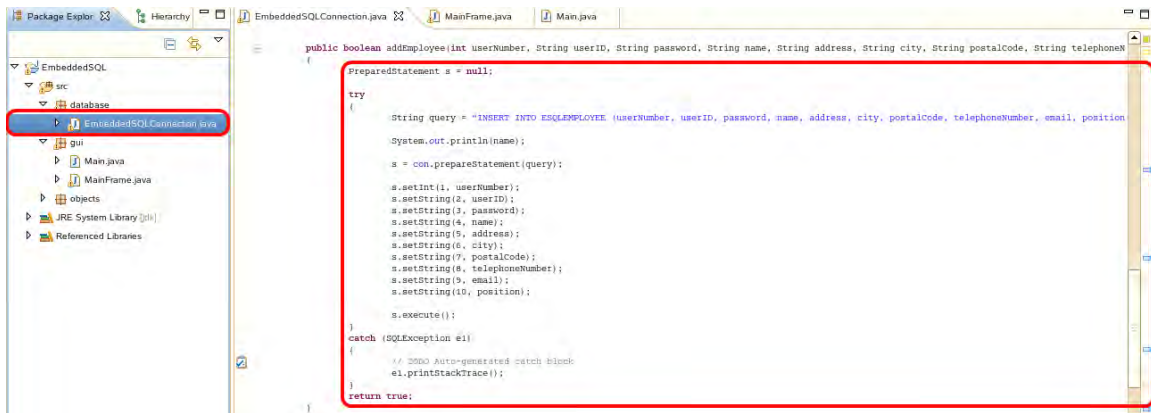 Package Explor
Hierarchy
EmbeddedSQL
src
database
EmbeddedSQLConnection.java
gui
Main.java
MainFrame.java
objects
JRE System Library [jdk]
Referenced Libraries
EmbeddedSQLConnection.java
MainFrame.java
Main.java
public boolean addEmployee(int userNumber, String userID, String password, String name, String address, String city, String postalCode, String telephoneN
{
PreparedStatement s = null;
try
{
String query = "INSERT INTO ESQLEMPLOYEE (userNumber, userID, password, name, address, city, postalCode, telephoneNumber, email, position
System.out.println(name);
s = con.prepareStatement(query);
s.setInt(1, userNumber);
s.setString(2, userID);
s.setString(3, password);
s.setString(4, name);
s.setString(5, address);
s.setString(6, city);
s.setString(7, postalCode);
s.setString(8, telephoneNumber);
s.setString(9, email);
s.setString(10, position);
s.execute();
}
catch (SQLException e1)
{
// TODO Auto-generated catch block
e1.printStackTrace();
}
return true;
}